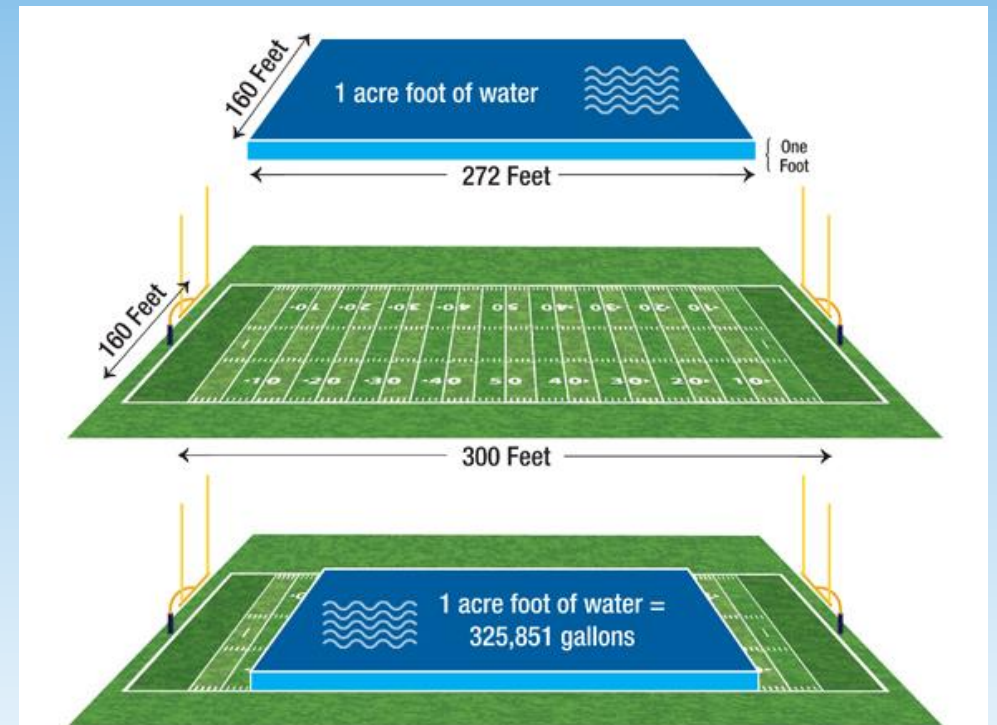 160 Feet
1 acre foot of water
One
Foot
272 Feet
160 Feet
10 20 30 40 50 40 30 20 10
10 20 30 40 50 40 30 20 10
300 Feet
1 acre foot of water =
325,851 gallons